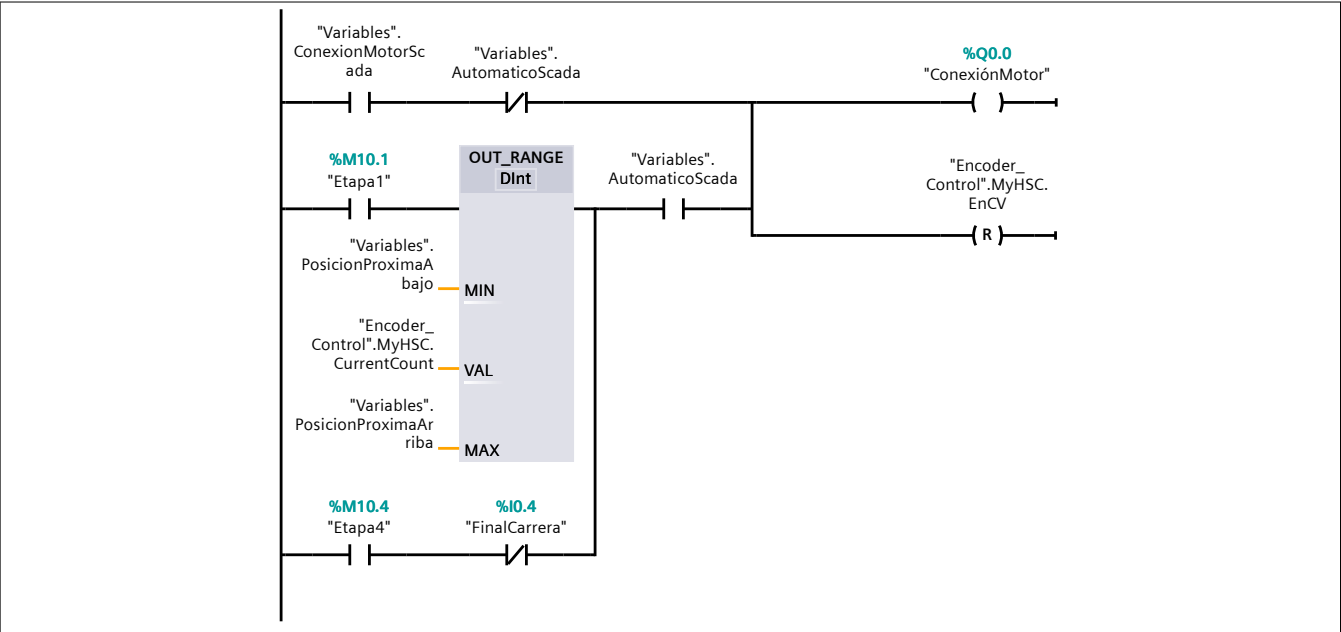 "Variables".
ConexionMotorSc
ada
"Variables".
AutomaticoScada
%Q0.0
"ConexiónMotor"
%M10.1
"Etapa1"
OUT_RANGE
DInt
"Variables".
AutomaticoScada
"Encoder_
Control".MyHSC.
EnCV
R
"Variables".
PosicionProximaA
bajo
MIN
"Encoder_
Control".MyHSC.
CurrentCount
VAL
"Variables".
PosicionProximaAr
riba
MAX
%M10.4
"Etapa4"
%I0.4
"FinalCarrera"